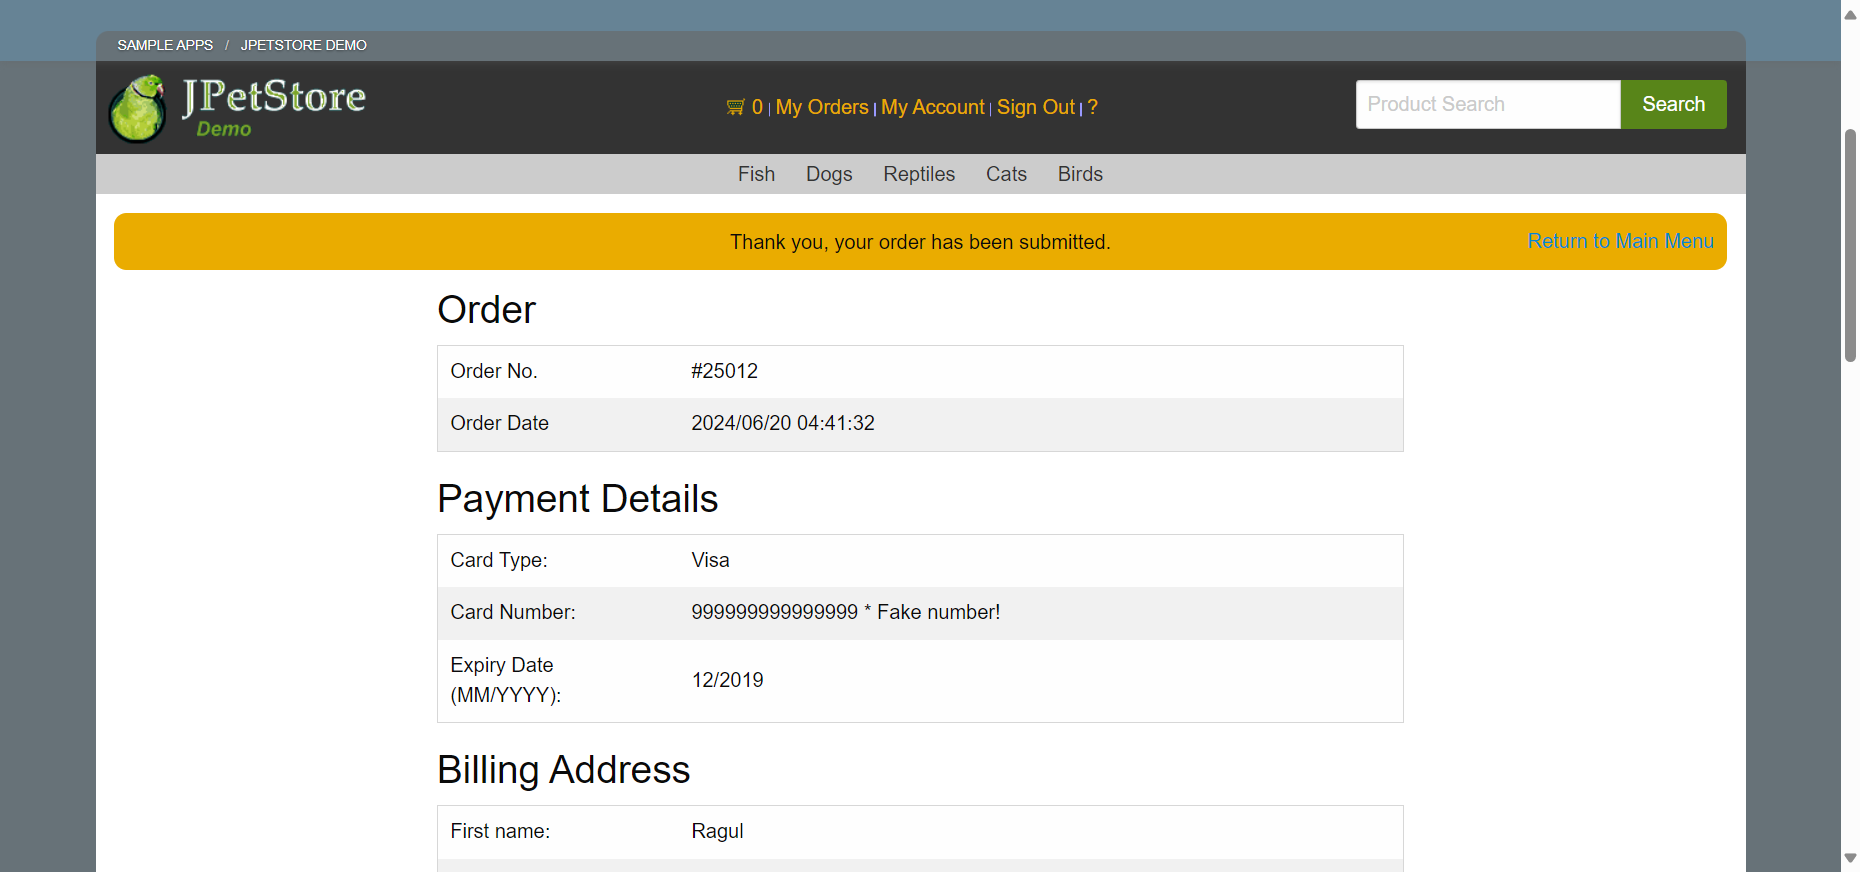 SAMPLE APPS / JPETSTORE DEMO
JPetStore
Demo
0 | My Orders | My Account | Sign Out | ?
Product Search
Search
Fish Dogs Reptiles Cats Birds
Thank you, your order has been submitted.
Return to Main Menu
Order
Order No. #25012
Order Date 2024/06/20 04:41:32
Payment Details
Card Type: Visa
Card Number: 999999999999999 * Fake number!
Expiry Date
(MM/YYYY): 12/2019
Billing Address
First name: Ragul